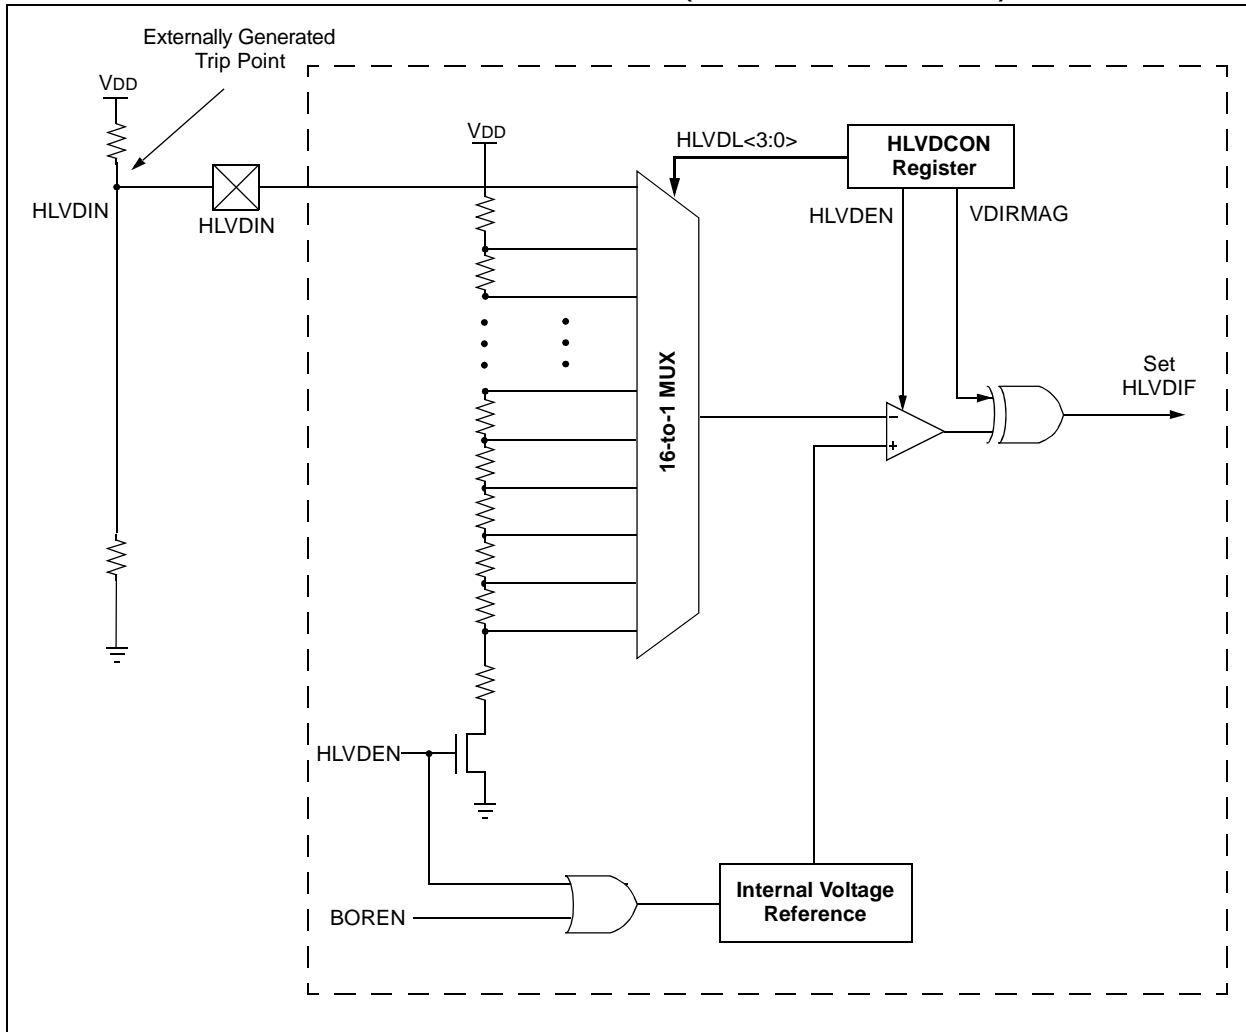 Externally Generated
Trip Point
VDD
VDD
HLVDL<3:0>
HLVDCON
Register
HLVDIN
HLVDIN
HLVDEN
VDIRMAG
16-to-1 MUX
Set
HLVDIF
–
+
HLVDEN
BOREN
Internal Voltage
Reference